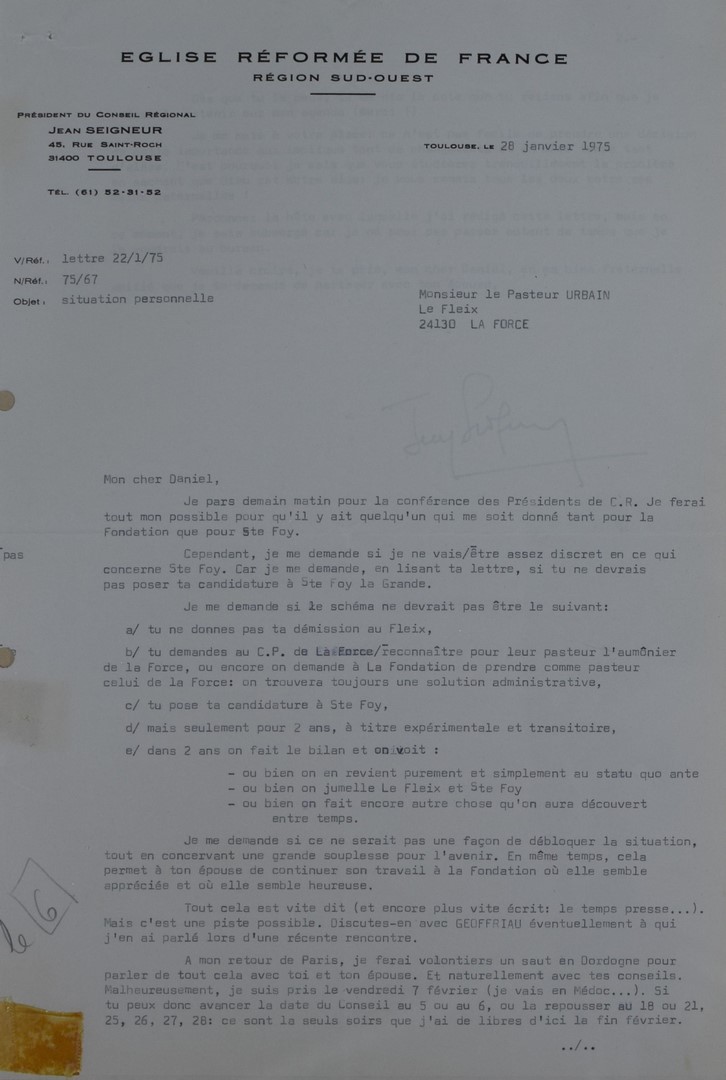 EGLISE RÉFORMÉE DE FRANCE
RÉGION SUD-OUEST
PRÉSIDENT DU CONSEIL RÉGIONAL
JEAN SEIGNEUR
45, RUE SAINT-ROCH
31400 TOULOUSE
TÉL. (61) 52-31-52
TOULOUSE, LE 28 janvier 1975
V/Réf.: lettre 22/1/75
N/Réf.: 75/67
Objet : situation personnelle
Monsieur le Pasteur URBAIN
Le Fleix
24130 LA FORCE
Mon cher Daniel,
Je pars demain matin pour la conférence des Présidents de C.R. Je ferai
tout mon possible pour qu'il y ait quelqu'un qui me soit donné tant pour la
Fondation que pour Ste Foy.
pas
Cependant, je me demande si je ne vais/être assez discret en ce qui
concerne Ste Foy. Car je me demande, en lisant ta lettre, si tu ne devrais
pas poser ta candidature à Ste Foy la Grande.
Je me demande si le schéma ne devrait pas être le suivant:
a/ tu ne donnes pas ta démission au Fleix,
b/ tu demandes au C.P. de La Force/reconnaître pour leur pasteur l'aumônier
de la Force, ou encore on demande à La Fondation de prendre comme pasteur
celui de la Force: on trouvera toujours une solution administrative,
c/ tu pose ta candidature à Ste Foy,
d/ mais seulement pour 2 ans, à titre expérimentale et transitoire,
e/ dans 2 ans on fait le bilan et on voit :
- ou bien on en revient purement et simplement au statu quo ante
- ou bien on jumelle Le Fleix et Ste Foy
- ou bien on fait encore autre chose qu'on aura découvert
entre temps.
Je me demande si ce ne serait pas une façon de débloquer la situation,
tout en concervant une grande souplesse pour l'avenir. En même temps, cela
permet à ton épouse de continuer son travail à la Fondation où elle semble
appréciée et où elle semble heureuse.
Tout cela est vite dit (et encore plus vite écrit: le temps presse...).
Mais c'est une piste possible. Discutes-en avec GEOFFRIAU éventuellement à qui
j'en ai parlé lors d'une récente rencontre.
A mon retour de Paris, je ferai volontiers un saut en Dordogne pour
parler de tout cela avec toi et ton épouse. Et naturellement avec tes conseils.
Malheureusement, je suis pris le vendredi 7 février (je vais en Médoc...). Si
tu peux donc avancer la date du Conseil au 5 ou au 6, ou la repousser au 18 ou 21,
25, 26, 27, 28: ce sont la seuls soirs que j'ai de libres d'ici le fin février.
../..
le 6